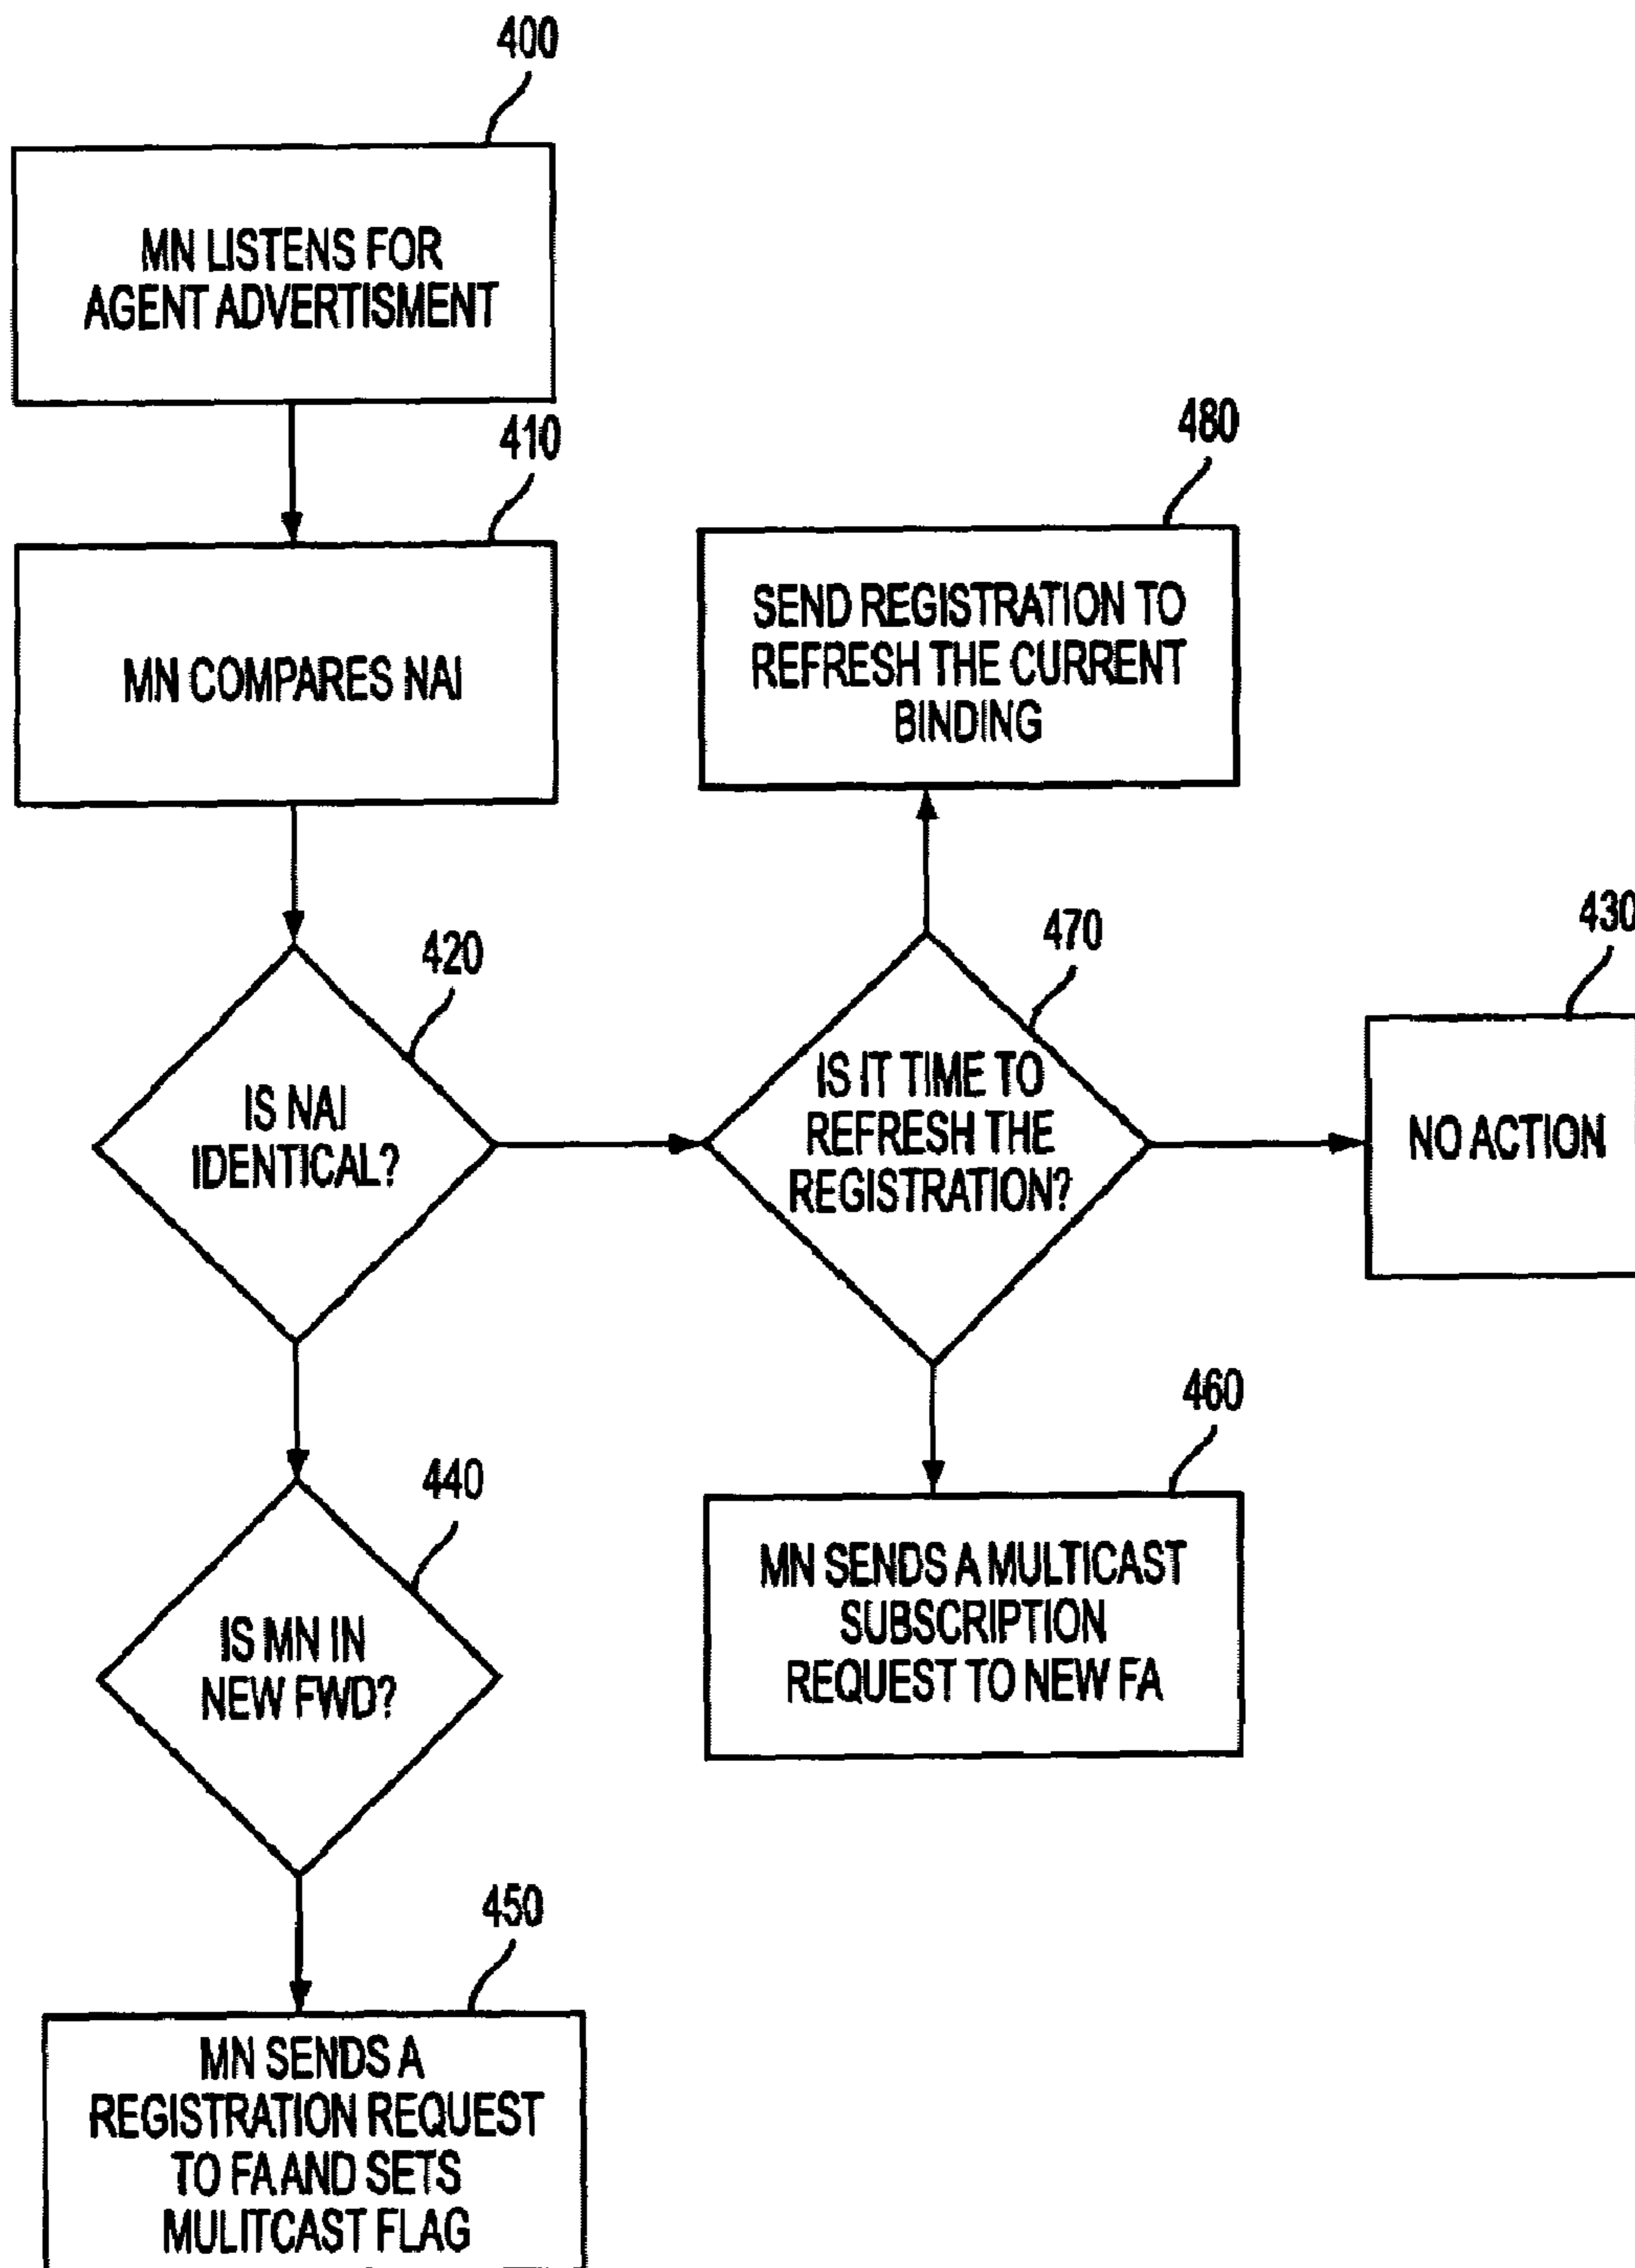 400
MN LISTENS FOR
AGENT ADVERTISMENT
410
MN COMPARES NAI
480
SEND REGISTRATION TO
REFRESH THE CURRENT
BINDING
420
IS NAI
IDENTICAL?
470
IS IT TIME TO
REFRESH THE
REGISTRATION?
430
NO ACTION
440
IS MN IN
NEW FWD?
460
MN SENDS A MULTICAST
SUBSCRIPTION
REQUEST TO NEW FA
450
MN SENDS A
REGISTRATION REQUEST
TO FA AND SETS
MULITCAST FLAG